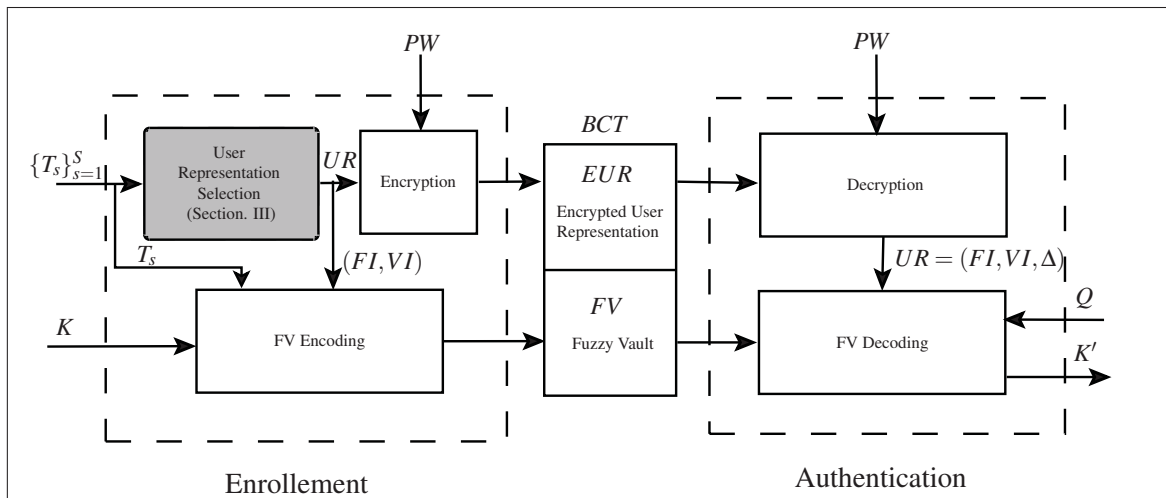 PW
PW
BCT
{T_s}_{s=1}^S
User
Representation
Selection
(Section. III)
UR
Encryption
EUR
Encrypted User
Representation
Decryption
T_s
(FI,VI)
UR = (FI,VI,Δ)
K
FV Encoding
FV
Fuzzy Vault
FV Decoding
Q
K′
Enrollement
Authentication